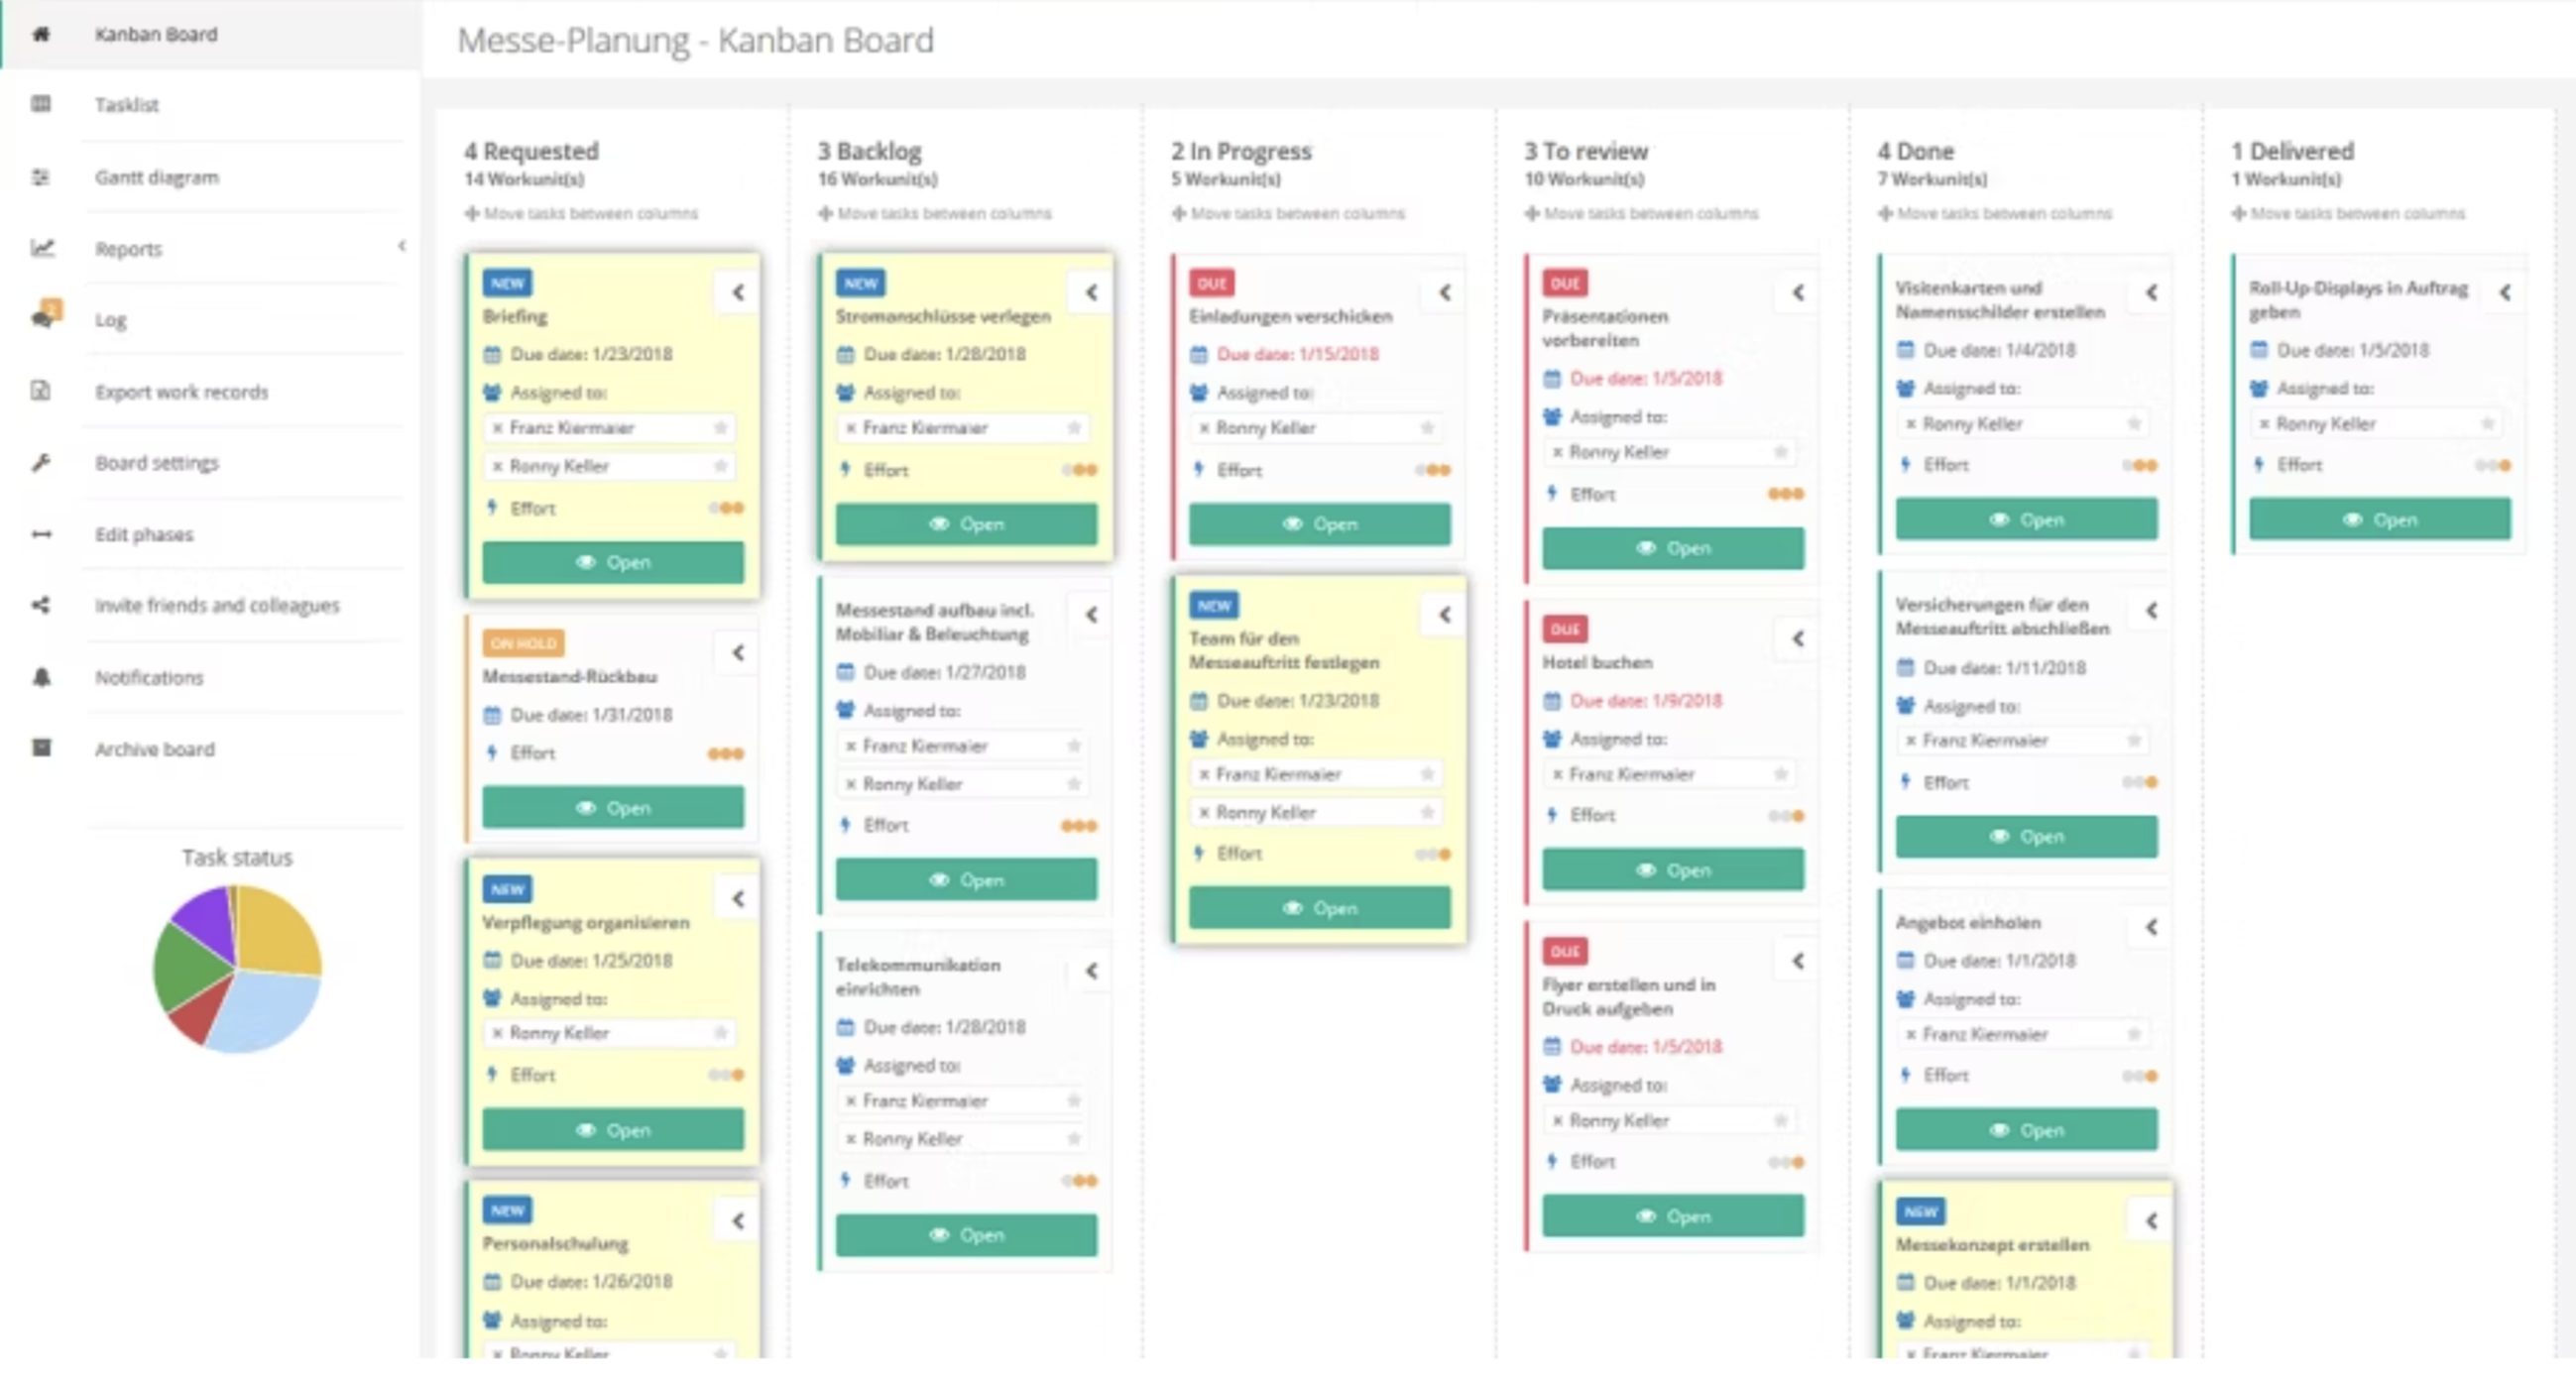 Kanban Board
Tasklist
Gantt diagram
Reports
2
Log
Export work records
Board settings
Edit phases
Invite friends and colleagues
Notifications
Archive board
Task status
Messe-Planung - Kanban Board
4 Requested
14 Workunit(s)
Move tasks between columns
NEW
Briefing
Due date: 1/23/2018
Assigned to:
× Franz Kiermaier
× Ronny Keller
Effort
Open
ON HOLD
Messestand-Rückbau
Due date: 1/31/2018
Effort
Open
NEW
Verpflegung organisieren
Due date: 1/25/2018
Assigned to:
× Ronny Keller
Effort
Open
NEW
Personalschulung
Due date: 1/26/2018
Assigned to:
× Ronny Keller
3 Backlog
16 Workunit(s)
Move tasks between columns
NEW
Stromanschlüsse verlegen
Due date: 1/28/2018
Assigned to:
× Franz Kiermaier
Effort
Open
Messestand aufbau incl.
Mobiliar & Beleuchtung
Due date: 1/27/2018
Assigned to:
× Franz Kiermaier
× Ronny Keller
Effort
Open
Telekommunikation
einrichten
Due date: 1/28/2018
Assigned to:
× Franz Kiermaier
× Ronny Keller
Effort
Open
2 In Progress
5 Workunit(s)
Move tasks between columns
DUE
Einladungen verschicken
Due date: 1/15/2018
Assigned to:
× Ronny Keller
Effort
Open
NEW
Team für den
Messeauftritt festlegen
Due date: 1/23/2018
Assigned to:
× Franz Kiermaier
× Ronny Keller
Effort
Open
3 To review
10 Workunit(s)
Move tasks between columns
DUE
Präsentationen
vorbereiten
Due date: 1/5/2018
Assigned to:
× Ronny Keller
Effort
Open
DUE
Hotel buchen
Due date: 1/9/2018
Assigned to:
× Franz Kiermaier
Effort
Open
DUE
Flyer erstellen und in
Druck aufgeben
Due date: 1/5/2018
Assigned to:
× Ronny Keller
Effort
Open
4 Done
7 Workunit(s)
Move tasks between columns
Visitenkarten und
Namensschilder erstellen
Due date: 1/4/2018
Assigned to:
× Ronny Keller
Effort
Open
Versicherungen für den
Messeauftritt abschließen
Due date: 1/11/2018
Assigned to:
× Franz Kiermaier
Effort
Open
Angebot einholen
Due date: 1/1/2018
Assigned to:
× Franz Kiermaier
Effort
Open
NEW
Messekonzept erstellen
Due date: 1/1/2018
Assigned to:
× Franz Kiermaier
1 Delivered
1 Workunit(s)
Move tasks between columns
Roll-Up-Displays in Auftrag
geben
Due date: 1/5/2018
Assigned to:
× Ronny Keller
Effort
Open